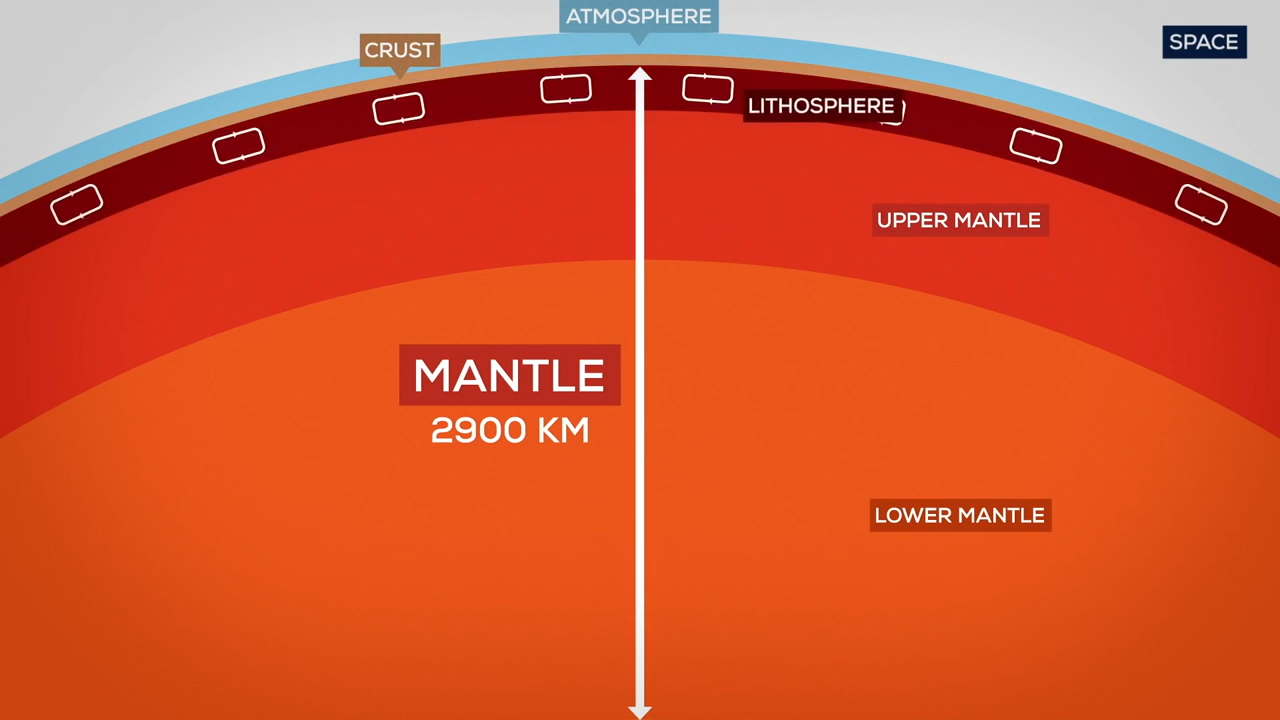 ATMOSPHERE
SPACE
CRUST
LITHOSPHERE
UPPER MANTLE
MANTLE
2900 KM
LOWER MANTLE